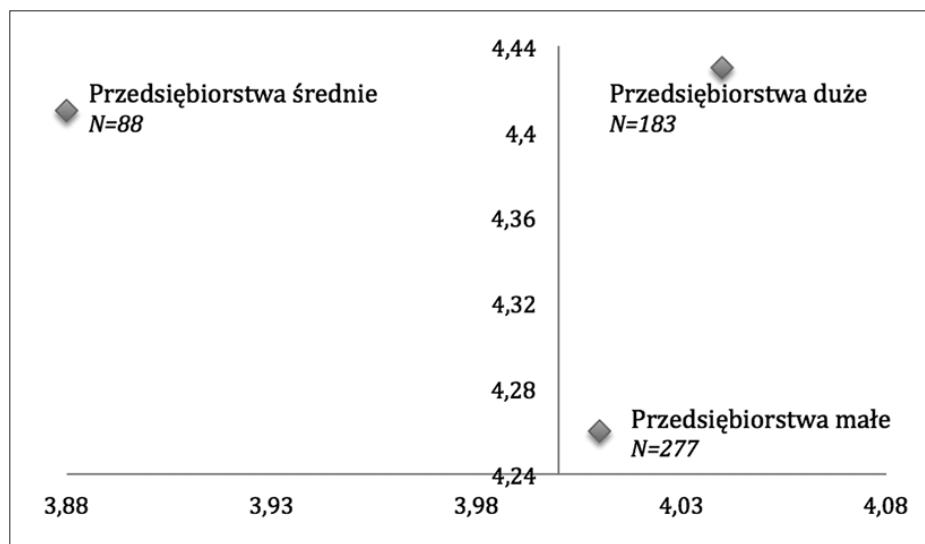 4,44
Przedsiębiorstwa średnie
N=88
Przedsiębiorstwa duże
N=183
4,4
4,36
4,32
4,28
Przedsiębiorstwa małe
N=277
4,24
3,88 3,93 3,98 4,03 4,08